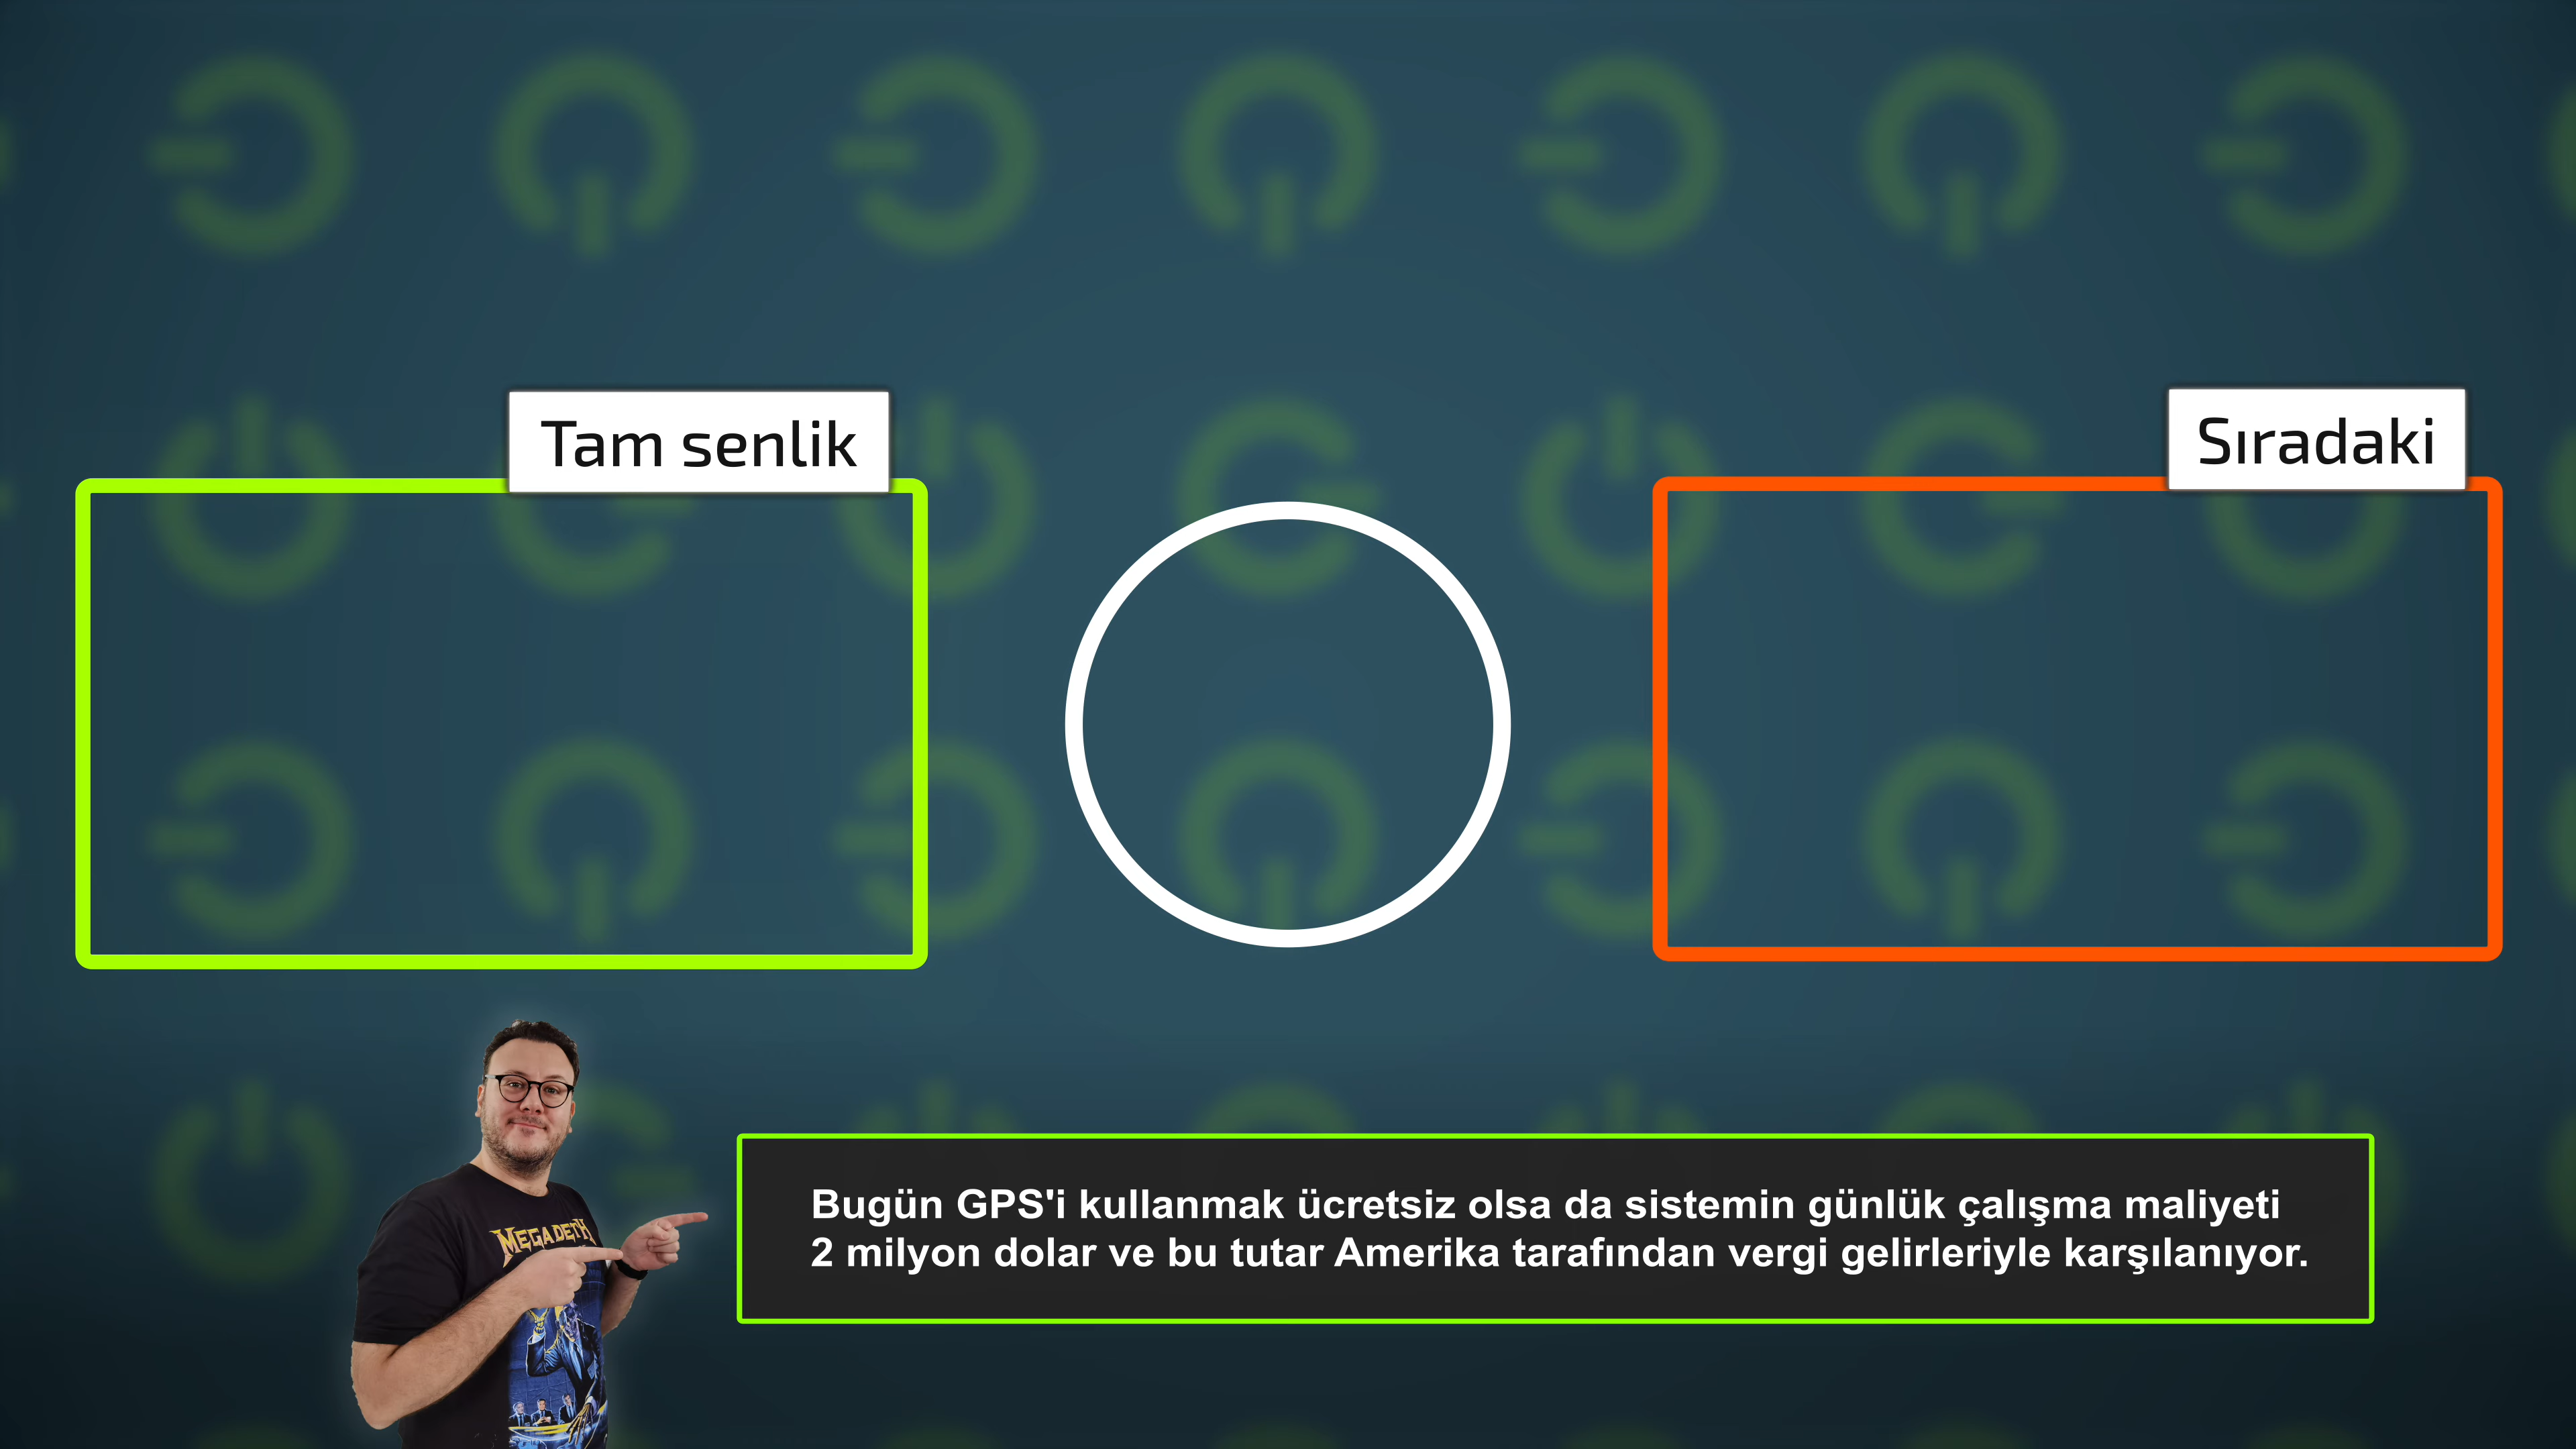 Tam senlik
Sıradaki
MEGADETH
Bugün GPS'i kullanmak ücretsiz olsa da sistemin günlük çalışma maliyeti
2 milyon dolar ve bu tutar Amerika tarafından vergi gelirleriyle karşılanıyor.